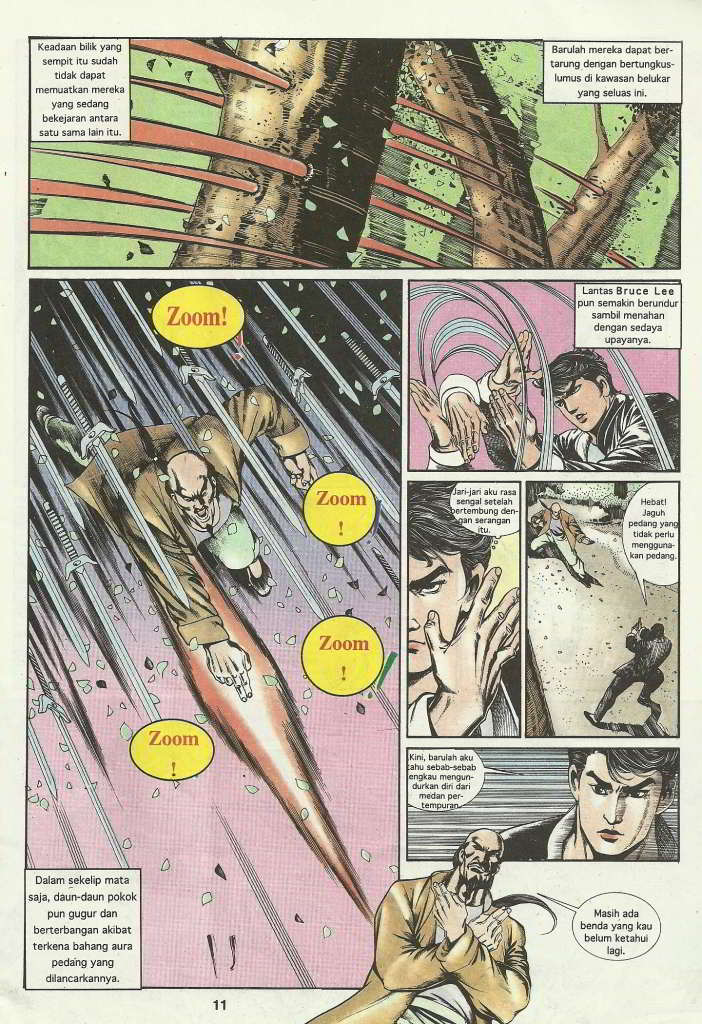 Keadaan bilik yang
sempit itu sudah
tidak dapat
memuatkan mereka
yang sedang
bekejaran antara
satu sama lain itu.
Barulah mereka dapat ber-
tarung dengan bertungkus-
lumus di kawasan belukar
yang seluas ini.
Zoom!
Zoom
!
Zoom
!
Zoom
!
Dalam sekelip mata
saja, daun-daun pokok
pun gugur dan
berterbangan akibat
terkena bahang aura
pedang yang
dilancarkannya.
Lantas Bruce Lee
pun semakin berundur
sambil menahan
dengan sedaya
upayanya.
Jari-jari aku rasa
sengal setelah
bertembung den-
gan serangan
itu.
Hebat!
Jaguh
pedang yang
tidak perlu
mengguna-
kan pedang.
Kini, barulah aku
tahu sebab-sebab
engkau mengun-
durkan diri dari
medan per-
tempuran.
Masih ada
benda yang kau
belum ketahui
lagi.
11